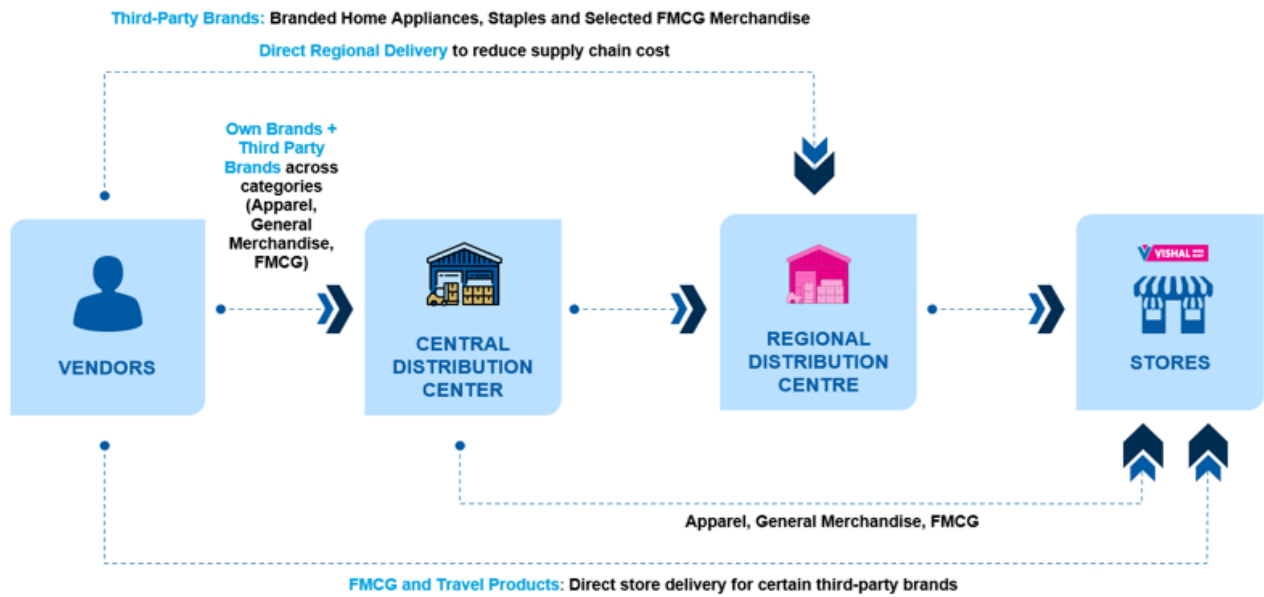 Third-Party Brands: Branded Home Appliances, Staples and Selected FMCG Merchandise
Direct Regional Delivery to reduce supply chain cost
Own Brands +
Third Party
Brands across
categories
(Apparel,
General
Merchandise,
FMCG)
VENDORS
CENTRAL
DISTRIBUTION
CENTER
REGIONAL
DISTRIBUTION
CENTRE
VISHAL
STORES
Apparel, General Merchandise, FMCG
FMCG and Travel Products: Direct store delivery for certain third-party brands